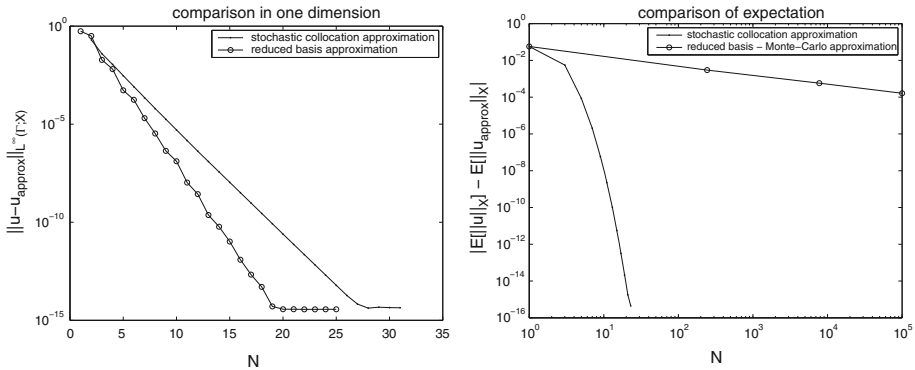 comparison in one dimension
stochastic collocation approximation
reduced basis approximation
||u−u_approx||_L^∞(Γ;X)
10^0
10^−5
10^−10
10^−15
0 5 10 15 20 25 30 35
N
comparison of expectation
stochastic collocation approximation
reduced basis − Monte−Carlo approximation
|E[||u||_X] − E[||u_approx||_X]|
10^0
10^−2
10^−4
10^−6
10^−8
10^−10
10^−12
10^−14
10^−16
10^0 10^1 10^2 10^3 10^4 10^5
N